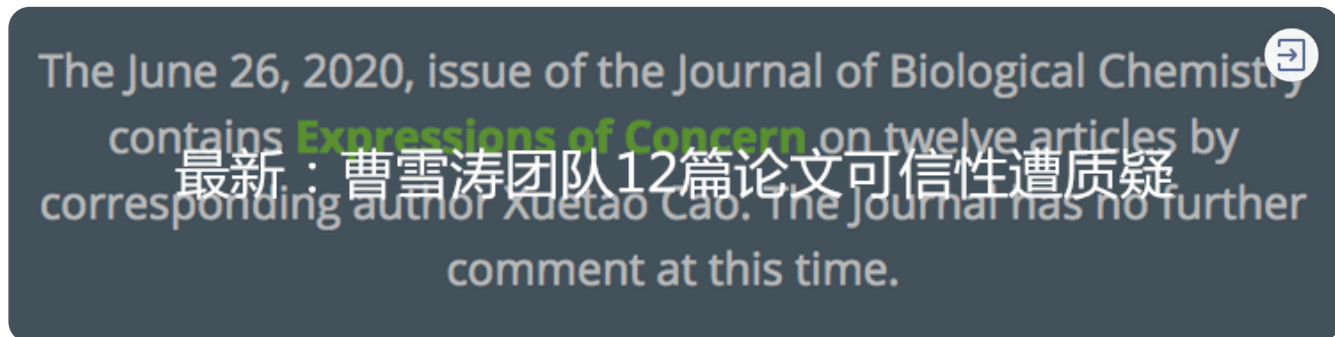 The June 26, 2020, issue of the Journal of Biological Chemistry
contains Expressions of Concern on twelve articles by
最新：曹雪涛团队12篇论文可信性遭质疑
corresponding author Xuetao Cao. The Journal has no further
comment at this time.